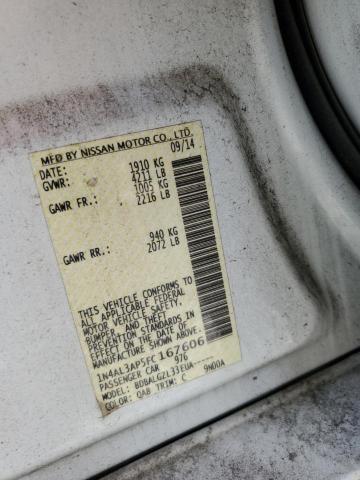 MFD BY NISSAN MOTOR CO., LTD.
DATE: 09/14
GVWR: 1910 KG
4211 LB
GAWR FR.: 1005 KG
2216 LB
GAWR RR.: 940 KG
2072 LB
THIS VEHICLE CONFORMS TO
ALL APPLICABLE FEDERAL
MOTOR VEHICLE SAFETY,
BUMPER, AND THEFT
PREVENTION STANDARDS IN
EFFECT ON THE DATE OF
MANUFACTURE SHOWN ABOVE.
1N4AL3AP5FC167606
PASSENGER CAR 976
MODEL: BDBALGZL33EUA-----
COLOR: QAB TRIM: C 9N00A